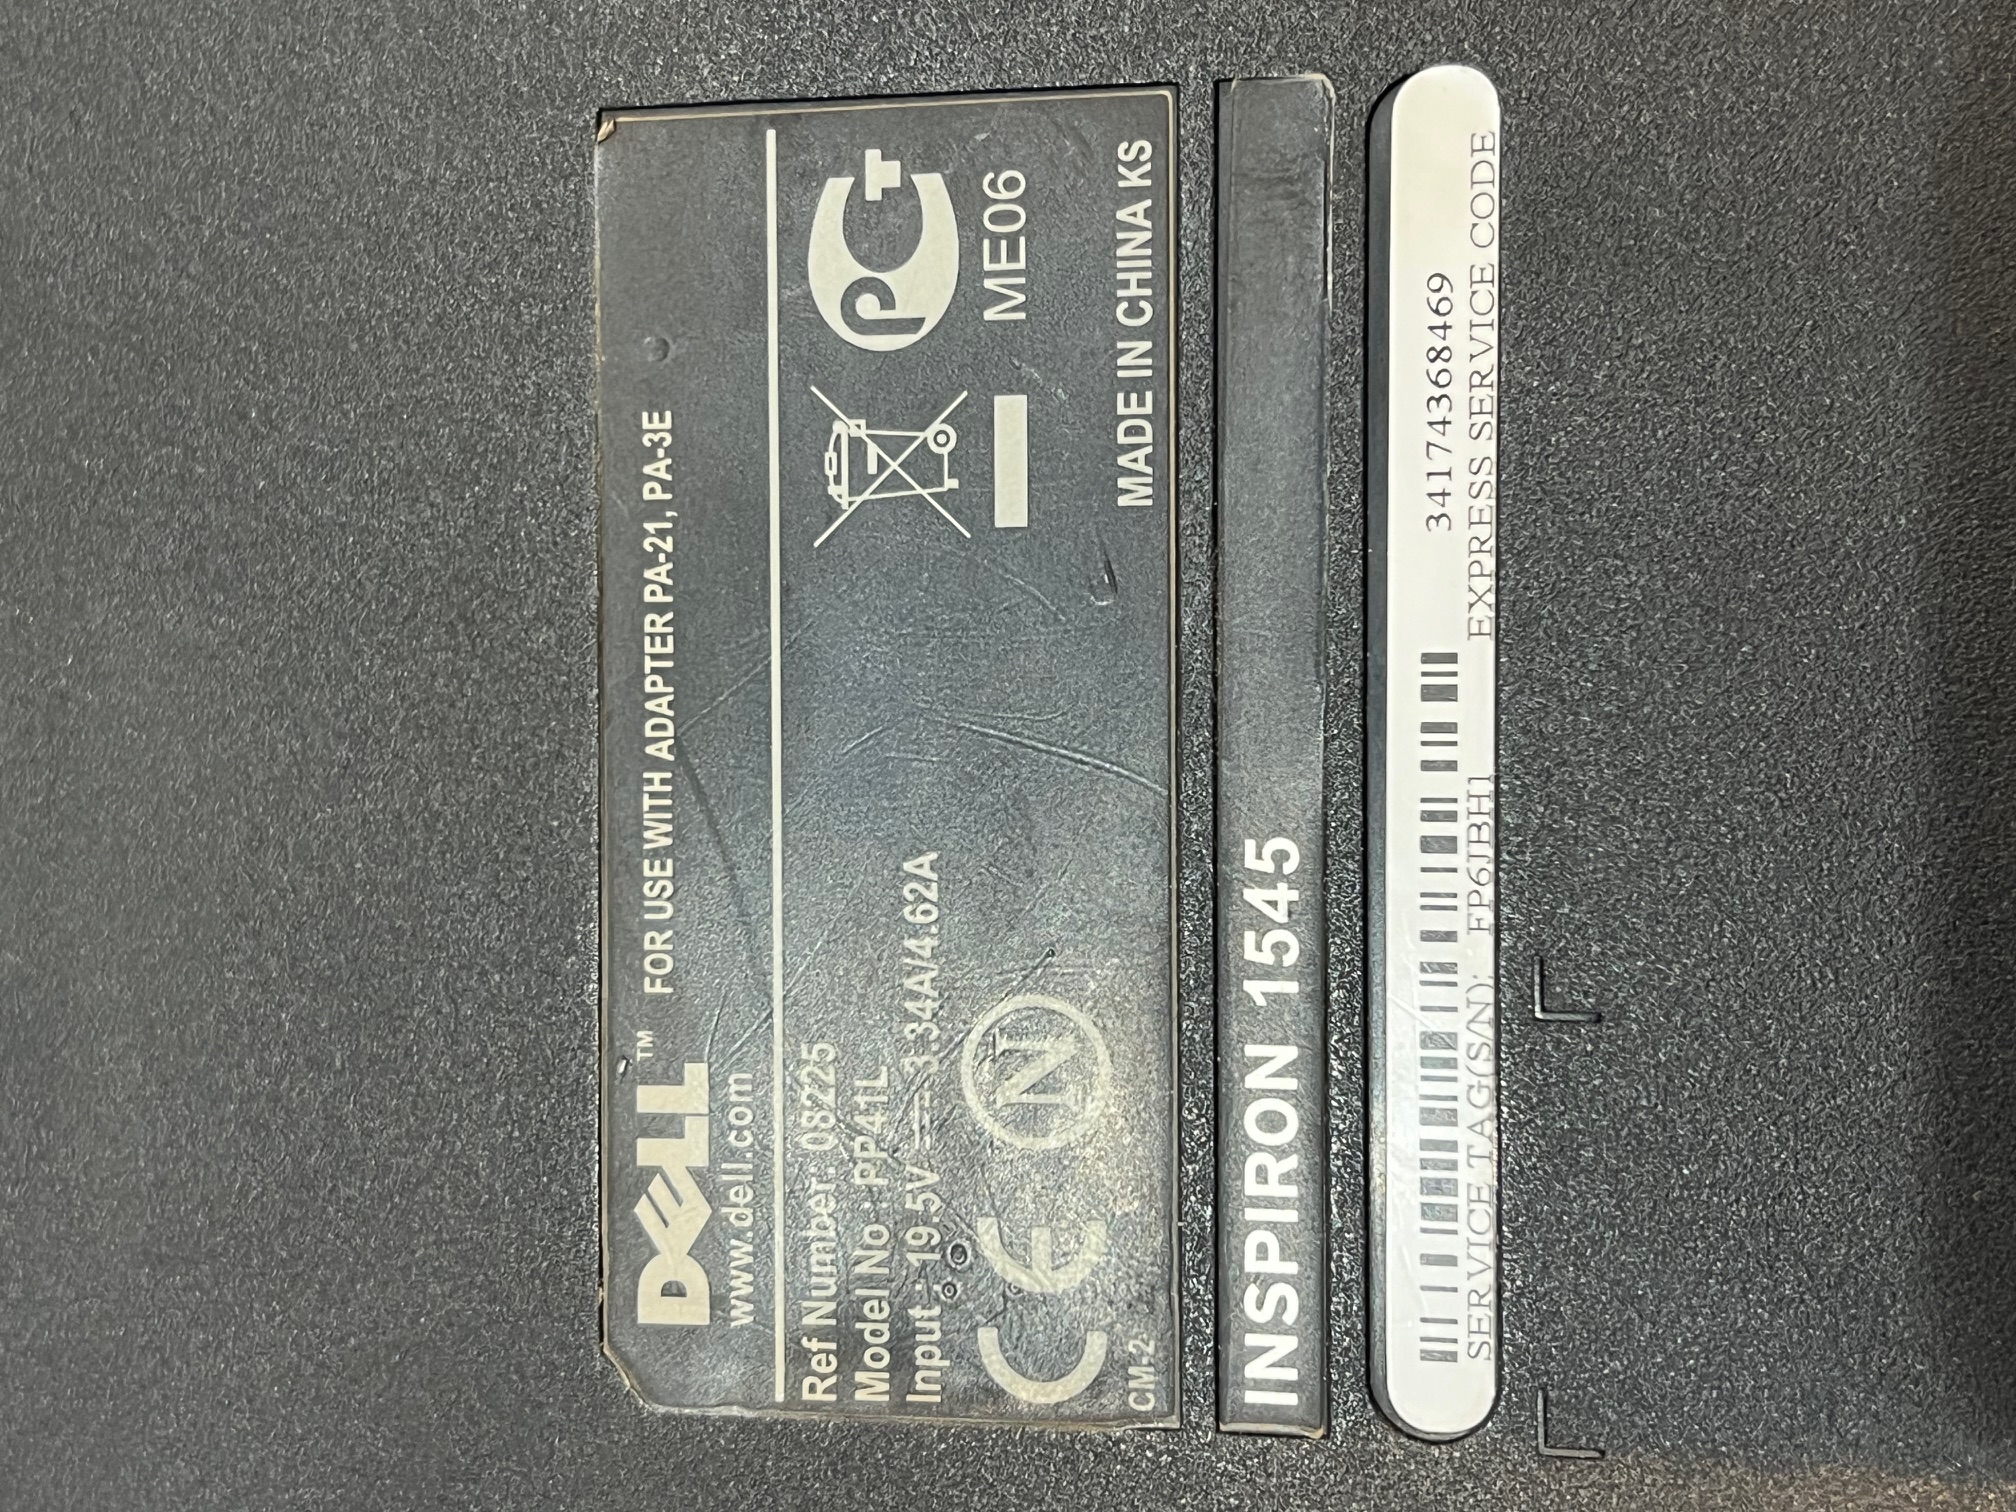 DELL™ FOR USE WITH ADAPTER PA-21, PA-3E
www.dell.com
Ref Number: 08225
Model No : PP41L
Input : 19.5V ⎓ 3.34A/4.62A
CE N PG
ME06
CM-2 MADE IN CHINA KS
INSPIRON 1545
34174368469
SERVICE TAG(S/N): FP6JBH1 EXPRESS SERVICE CODE